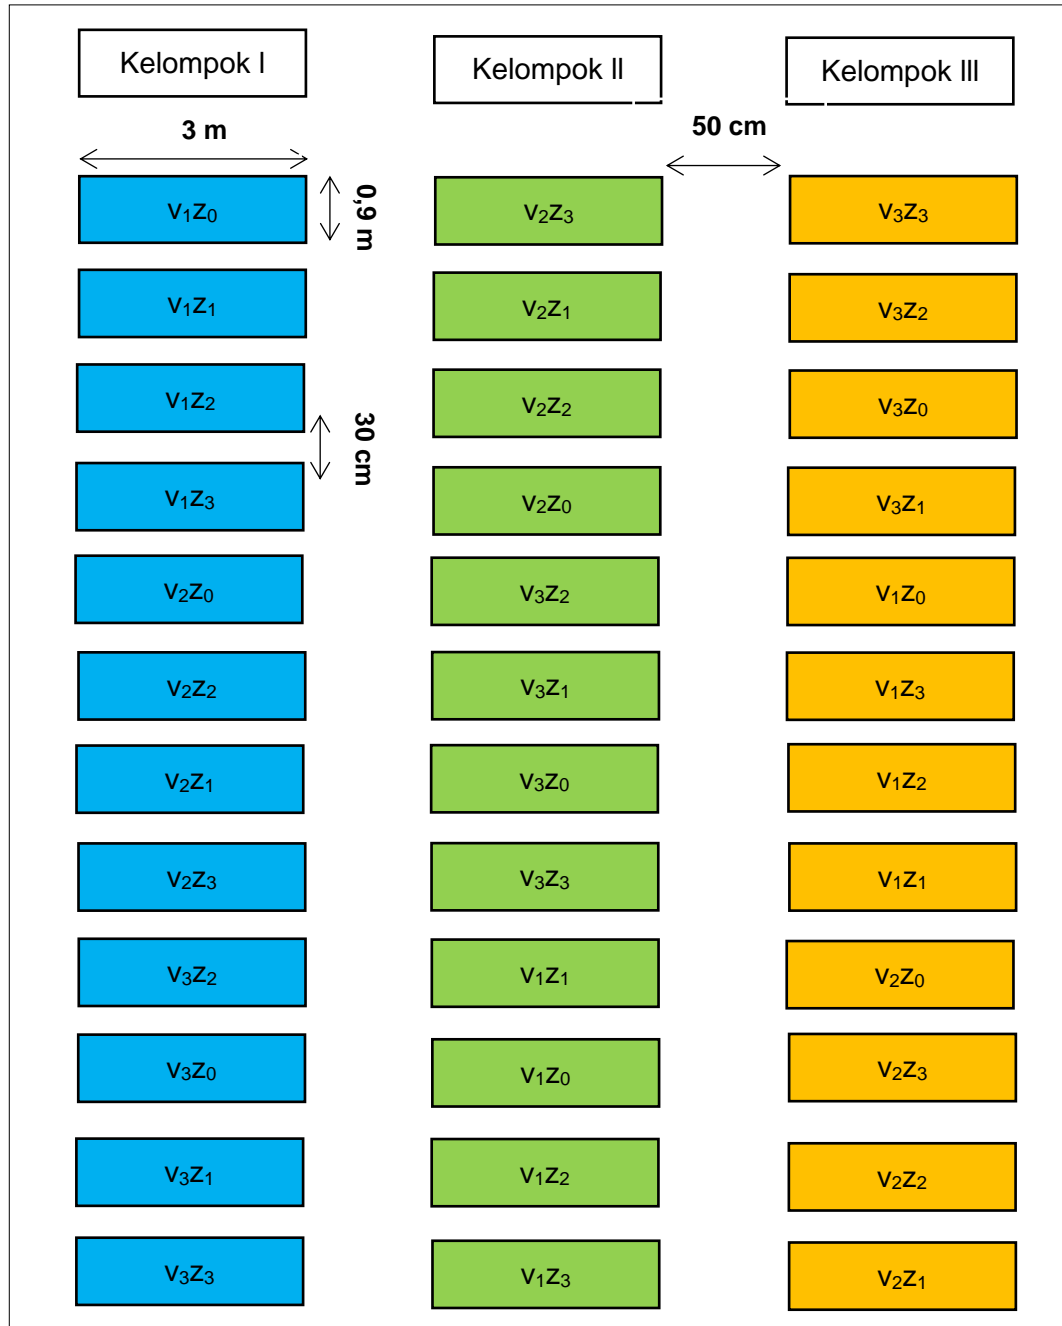 Kelompok I
Kelompok II
Kelompok III
3 m
50 cm
0,9 m
v₁z₀
v₂z₃
v₃z₃
v₁z₁
v₂z₁
v₃z₂
v₁z₂
v₂z₂
v₃z₀
30 cm
v₁z₃
v₂z₀
v₃z₁
v₂z₀
v₃z₂
v₁z₀
v₂z₂
v₃z₁
v₁z₃
v₂z₁
v₃z₀
v₁z₂
v₂z₃
v₃z₃
v₁z₁
v₃z₂
v₁z₁
v₂z₀
v₃z₀
v₁z₀
v₂z₃
v₃z₁
v₁z₂
v₂z₂
v₃z₃
v₁z₃
v₂z₁